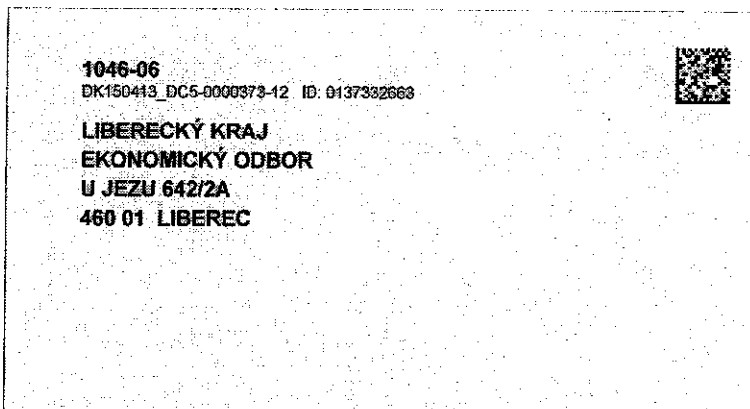 1046-06
DK150413_DC5-0000373-12 ID: 0137332663
LIBERECKÝ KRAJ
EKONOMICKÝ ODBOR
U JEZU 642/2A
460 01 LIBEREC